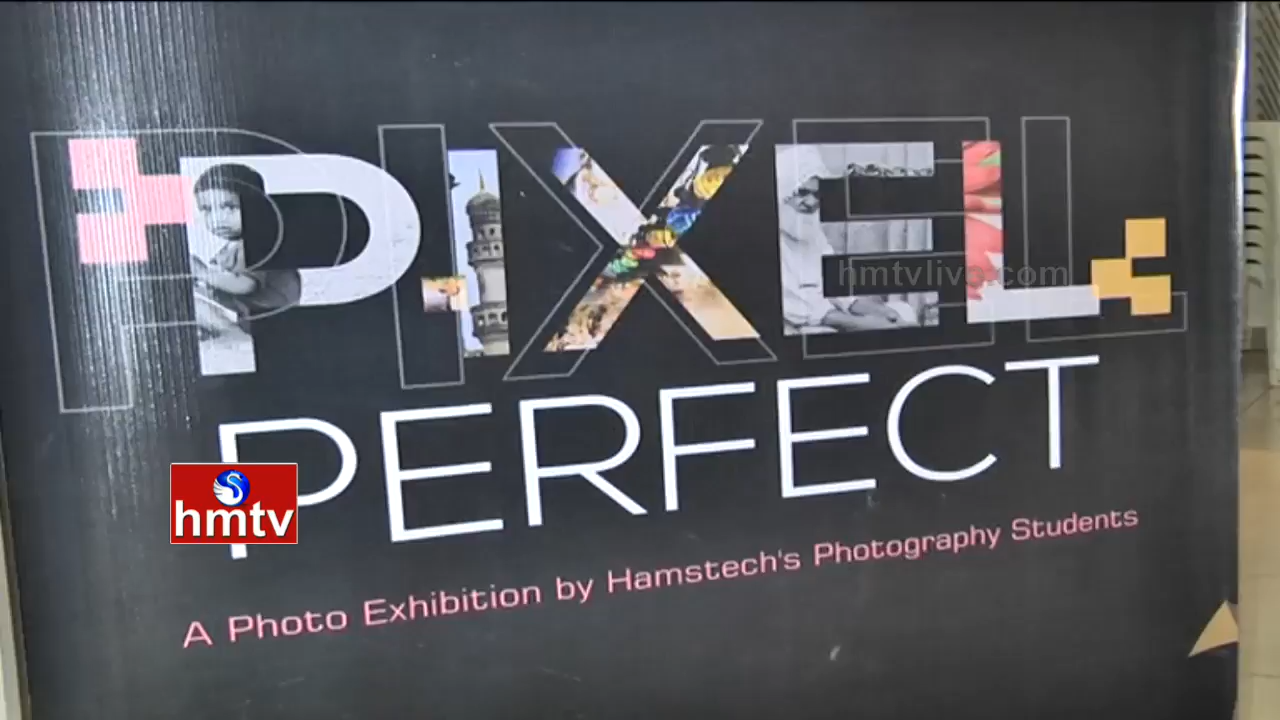 PIXEL
hmtvlive.com
PERFECT
hmtv
A Photo Exhibition by Hamstech's Photography Students